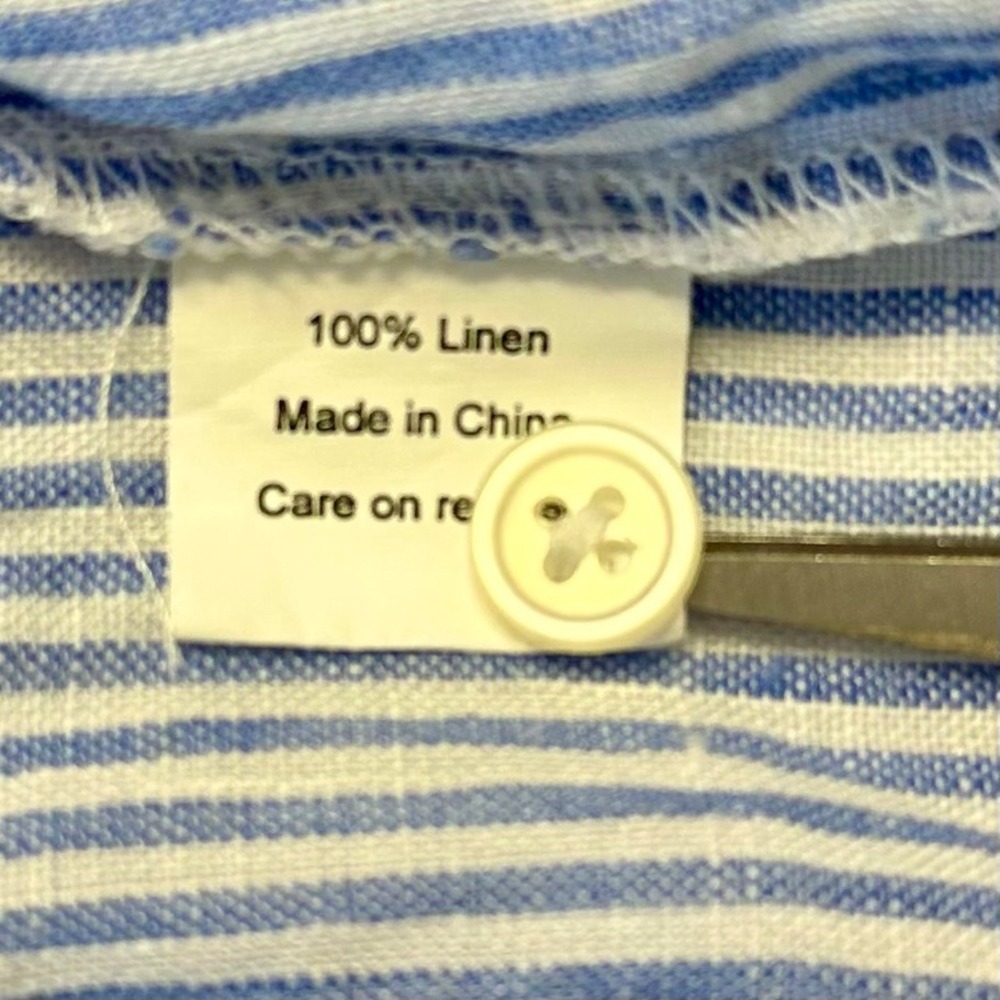 100% Linen
Made in China
Care on